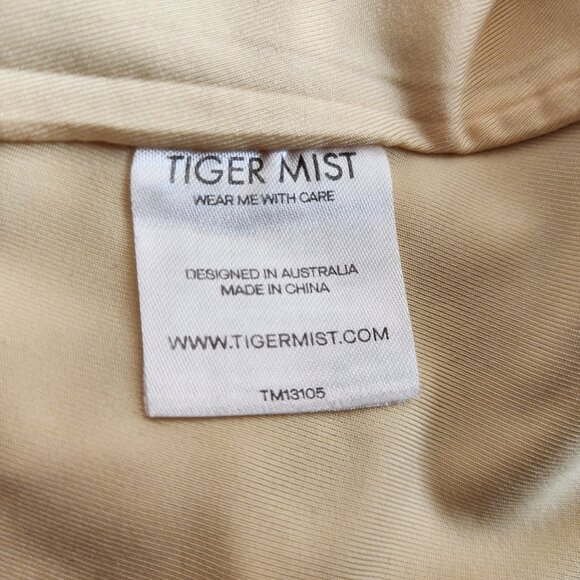 TIGER MIST
WEAR ME WITH CARE
DESIGNED IN AUSTRALIA
MADE IN CHINA
WWW.TIGERMIST.COM
TM13105